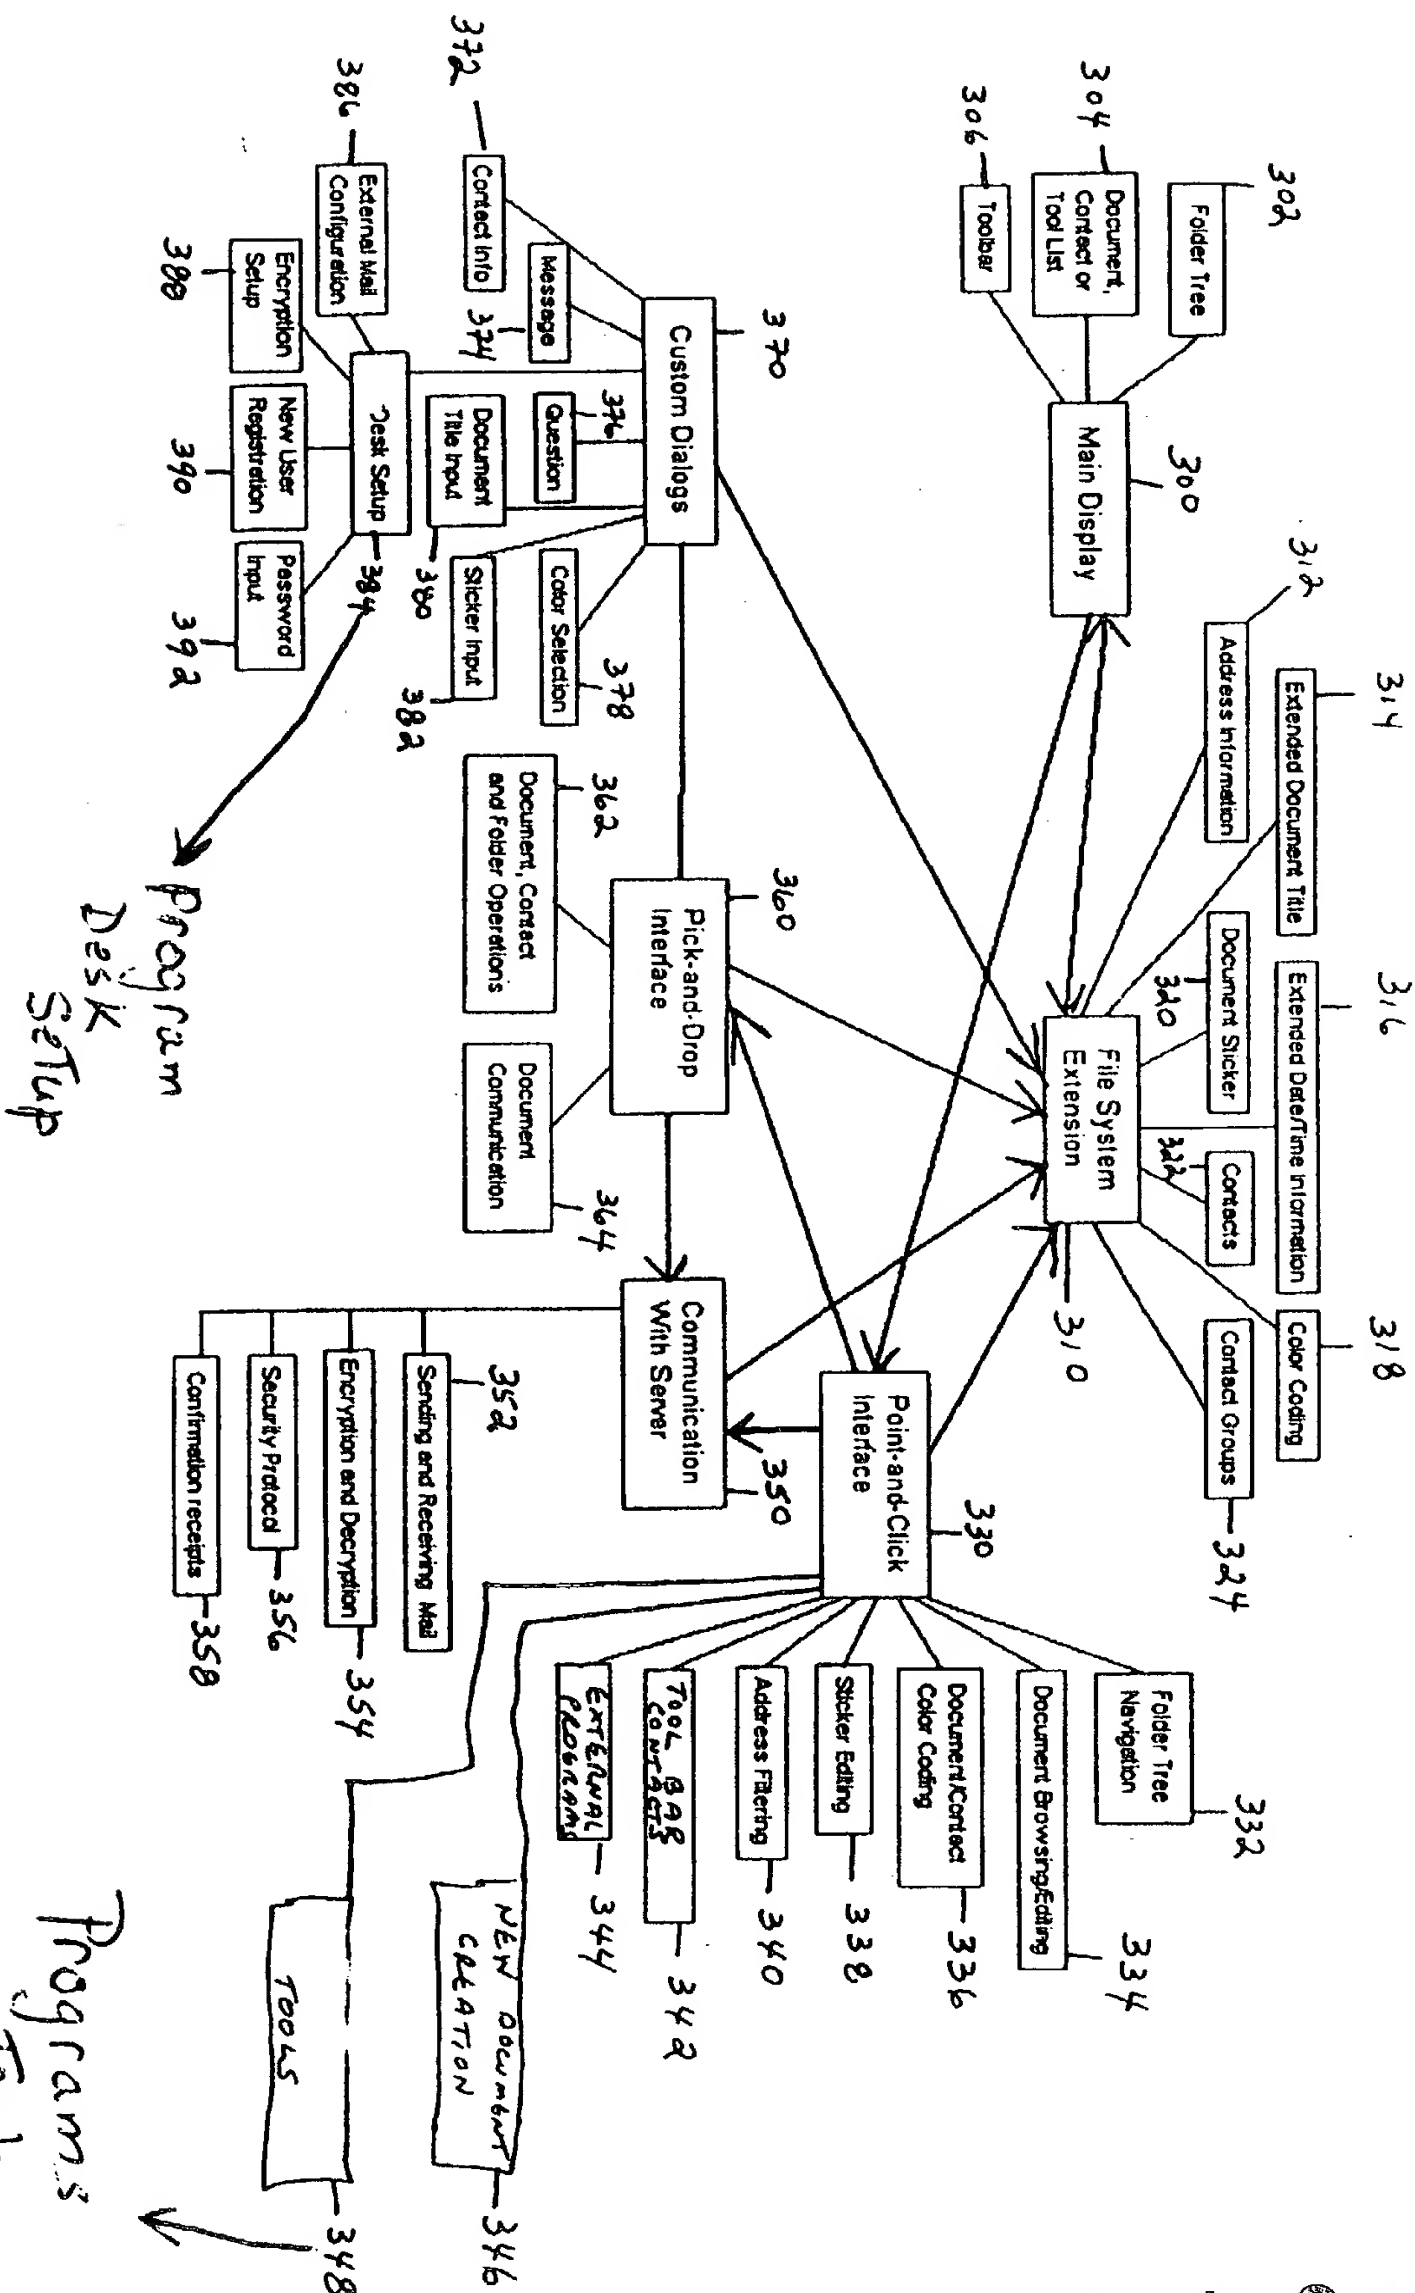 302
Folder Tree
304
Document,
Contact or
Tool List
306
Toolbar
300
Main Display
312
Address Information
314
Extended Document Title
316
Extended Date/Time Information
318
Color Coding
320
Document Sticker
322
Contacts
Contact Groups
324
File System
Extension
310
330
Point-and-Click
Interface
Folder Tree
Navigation
332
Document Browsing/Editing
334
Document/Contact
Color Coding
336
Sticker Editing
338
Address Filtering
340
TOOL BAR
CONTACTS
342
EXTERNAL
PROGRAMS
344
NEW DOCUMENT
CREATION
346
TOOLS
348
Programs
370
Custom Dialogs
372
Contact Info
Message
374
376
Question
Color Selection
378
Document
Title Input
380
Sticker Input
382
Desk Setup
384
386
External Mail
Configuration
Encryption
Setup
388
New User
Registration
390
Password
Input
392
Program
Desk
SeTup
360
Pick-and-Drop
Interface
362
Document, Contact
and Folder Operations
Document
Communication
364
Communication
With Server
350
352
Sending and Receiving Mail
Encryption and Decryption
354
Security Protocol
356
Confirmation receipts
358